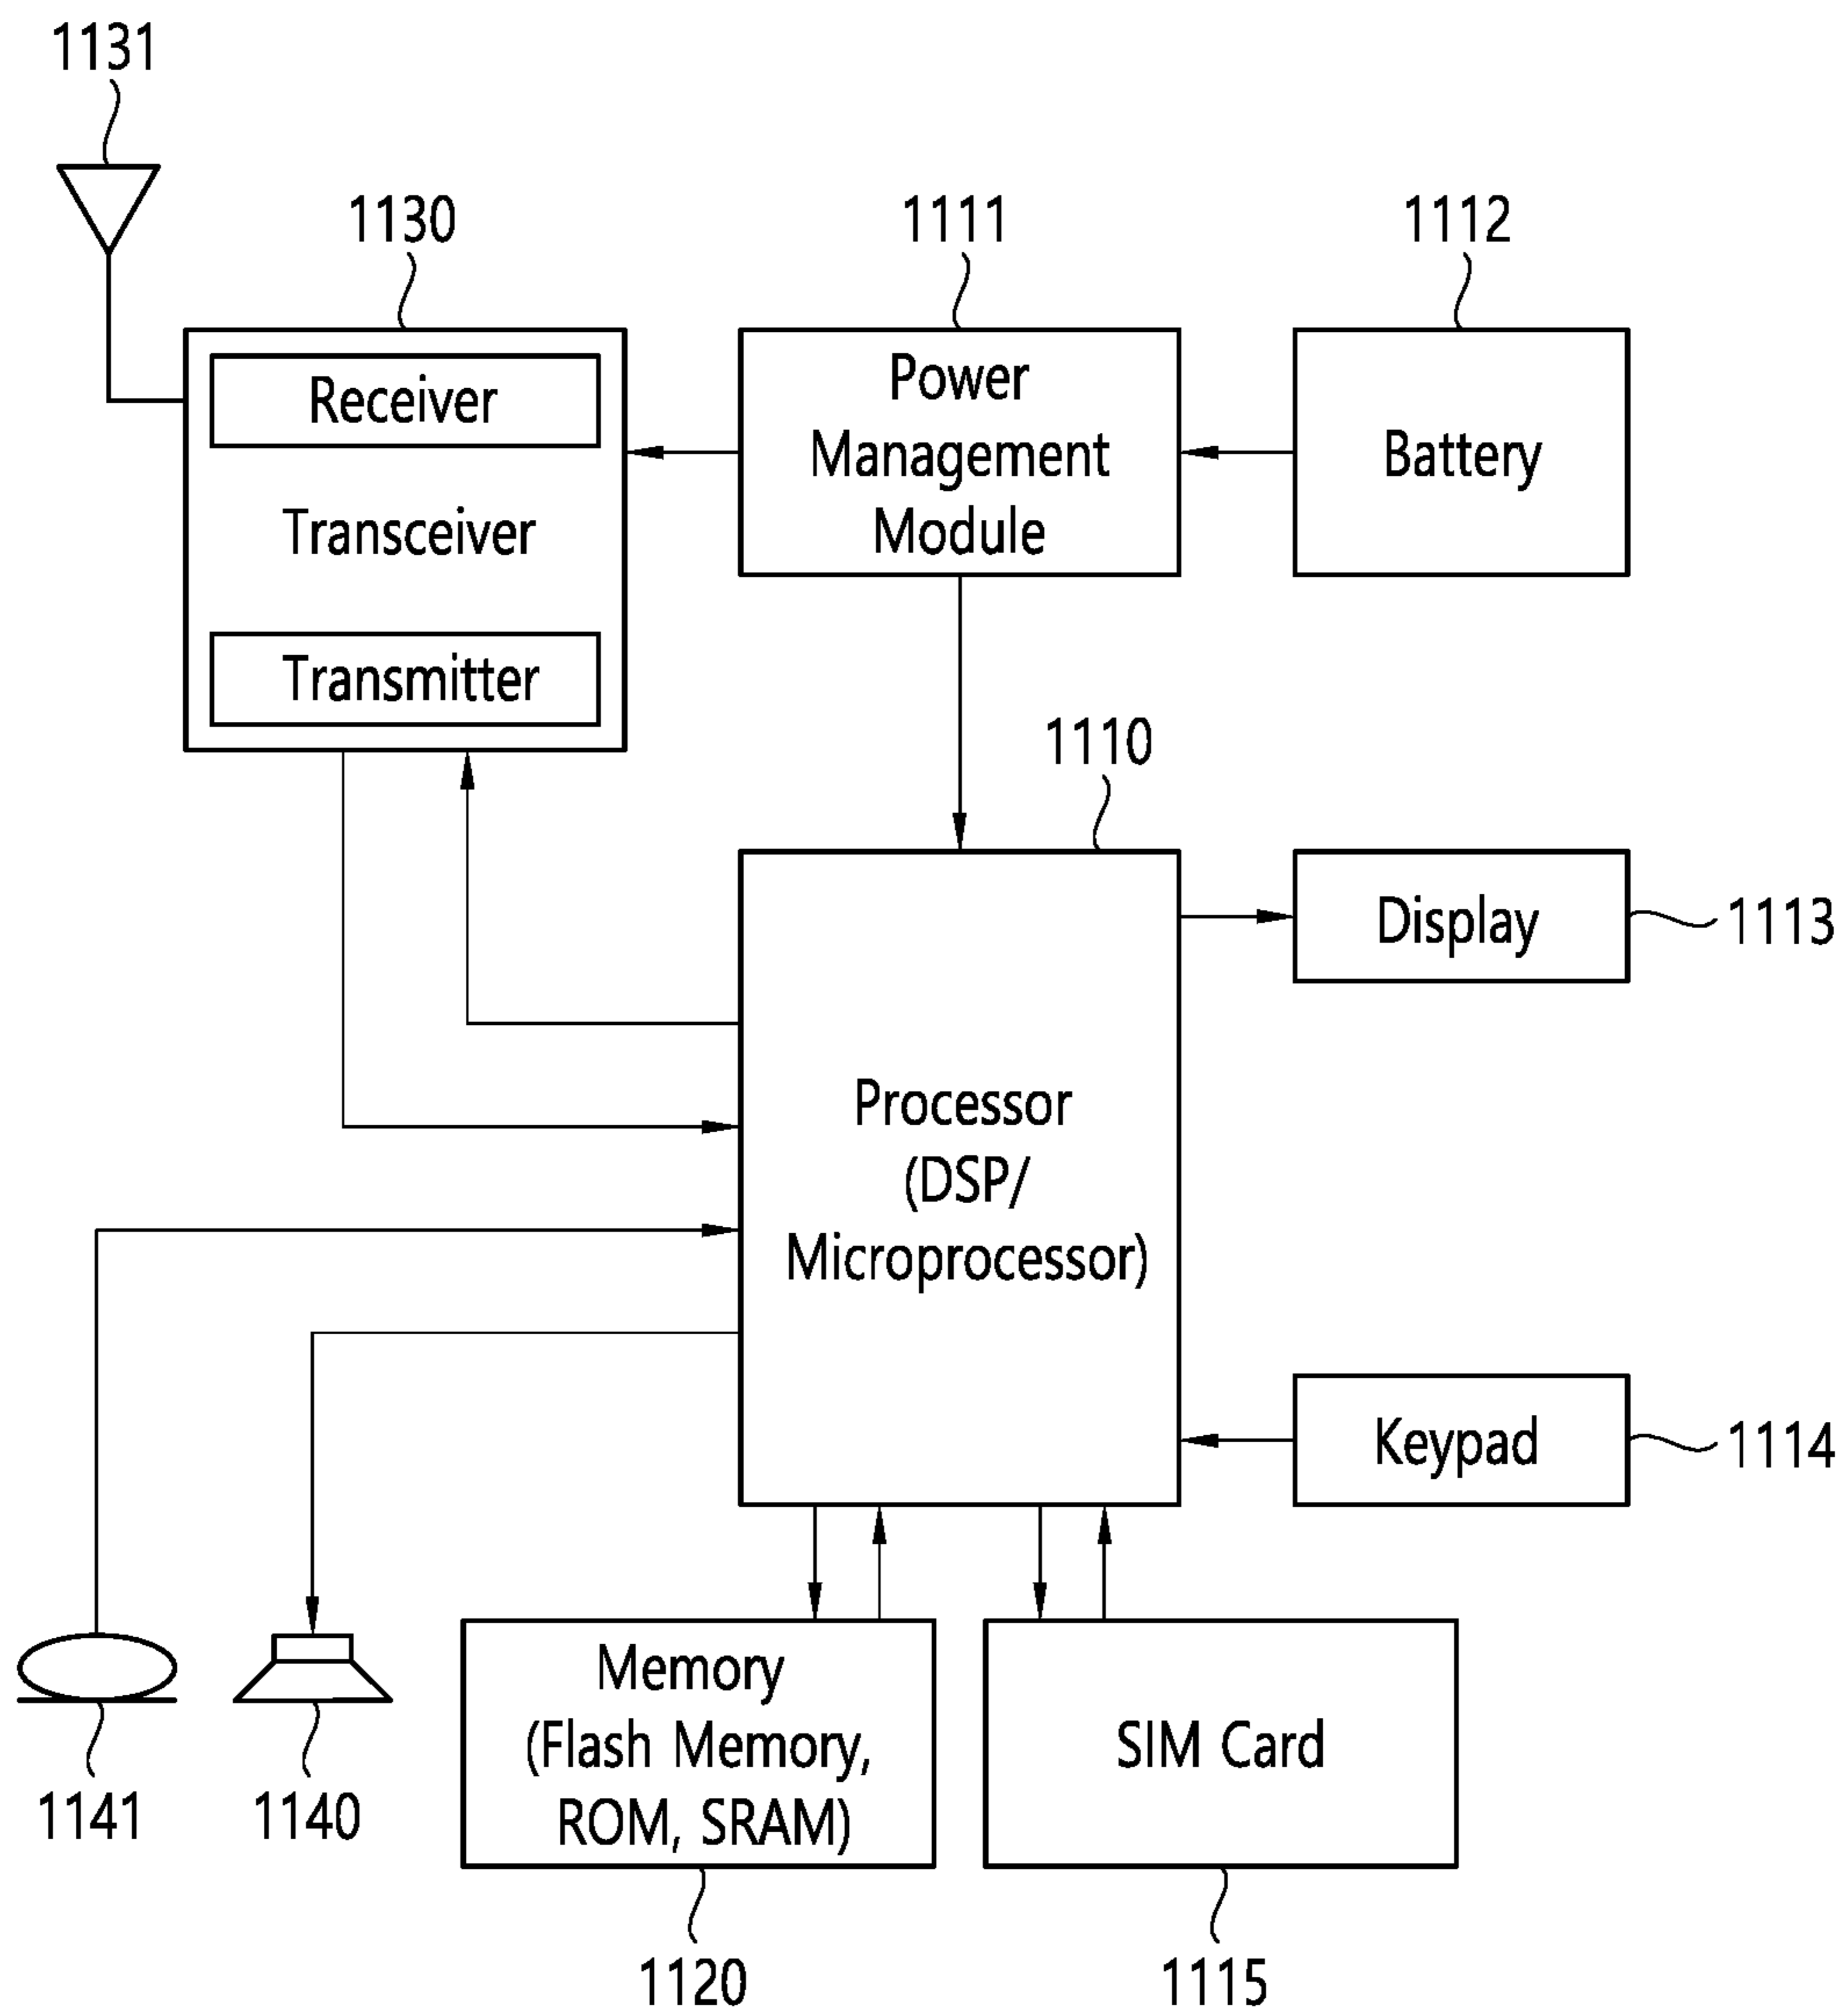 1131
1130
1111
1112
Receiver
Transceiver
Transmitter
Power
Management
Module
Battery
1110
Display
1113
Processor
(DSP/
Microprocessor)
Keypad
1114
1141
1140
Memory
(Flash Memory,
ROM, SRAM)
SIM Card
1120
1115